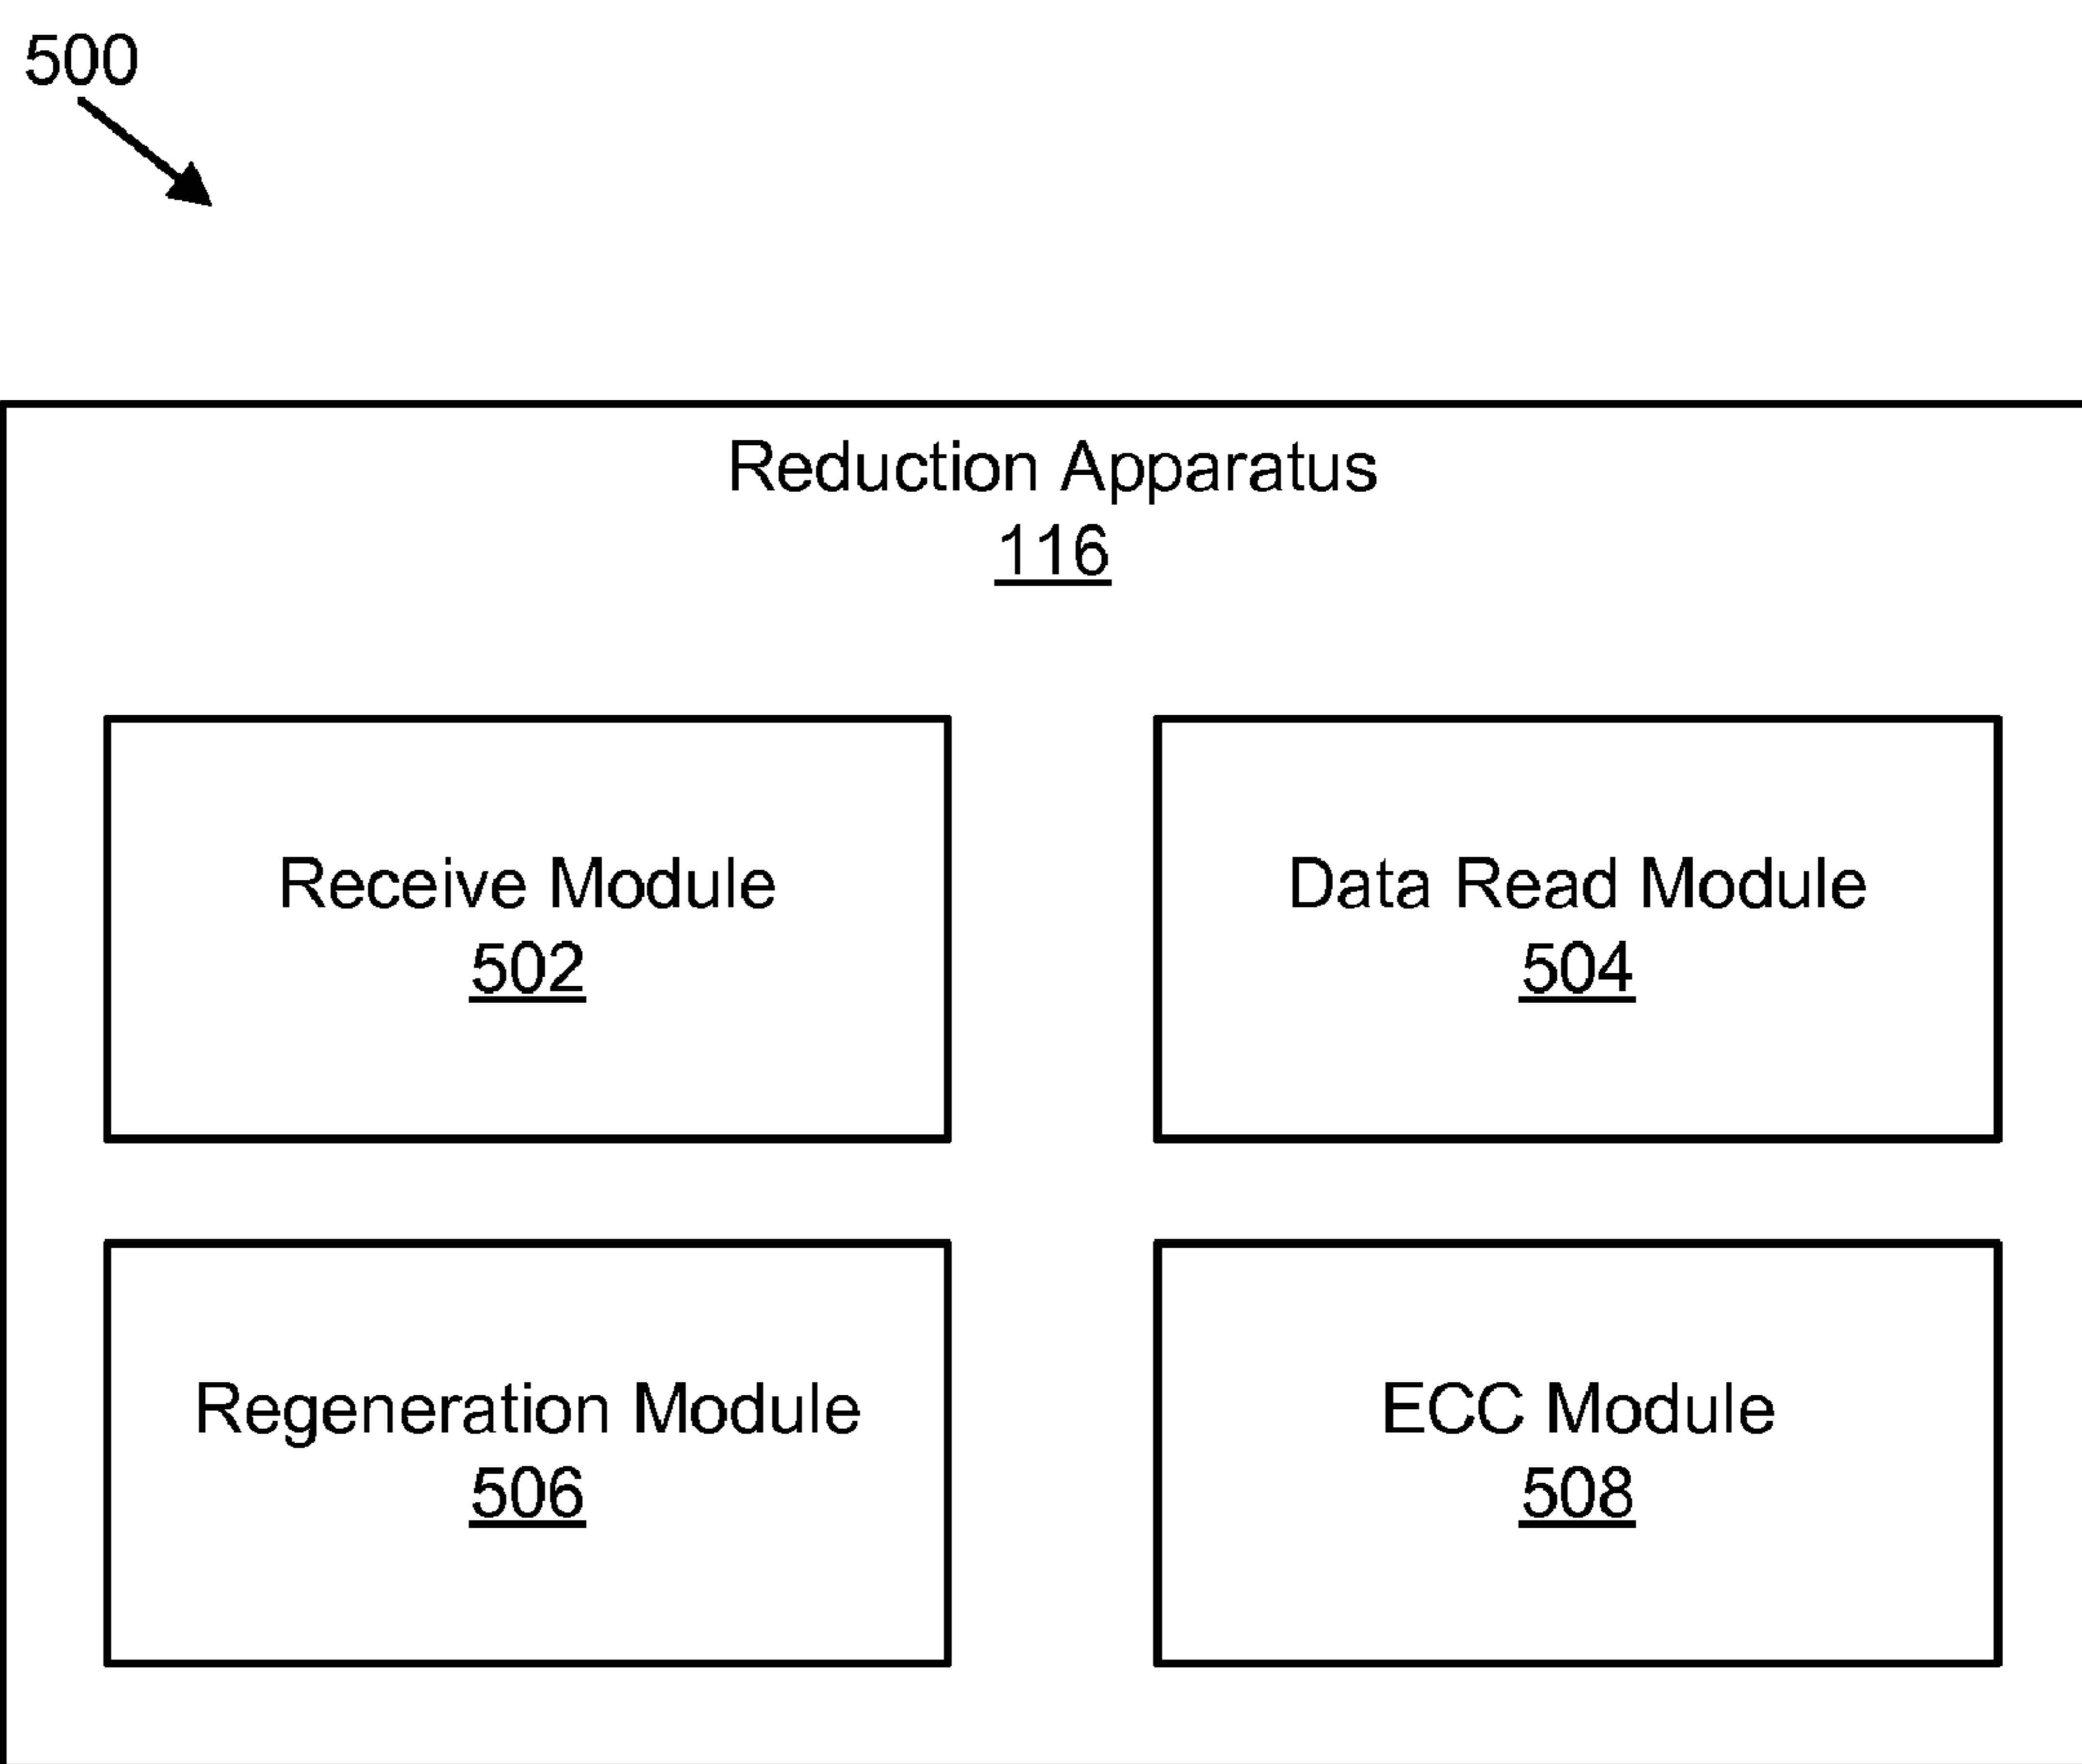 500
Reduction Apparatus
116
Receive Module
502
Data Read Module
504
Regeneration Module
506
ECC Module
508